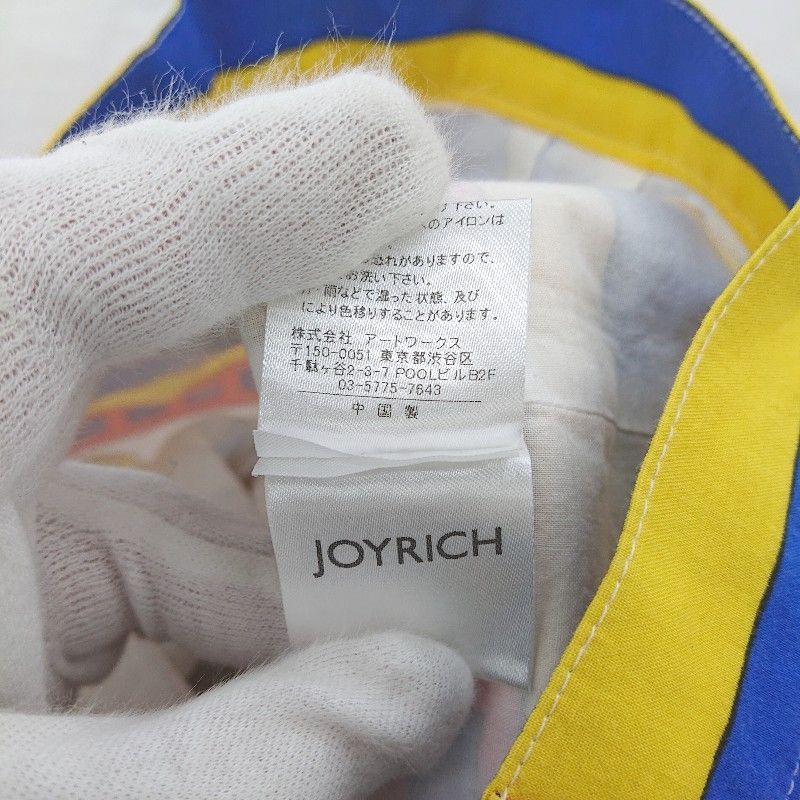 下さい。
のアイロンは
恐れがありますので、
お洗い下さい。
雨などで湿った状態、及び
により色移りすることがあります。
株式会社 アートワークス
〒150-0051 東京都渋谷区
千駄ヶ谷2-3-7 POOLビルB2F
03-5775-7643
中国製
JOYRICH